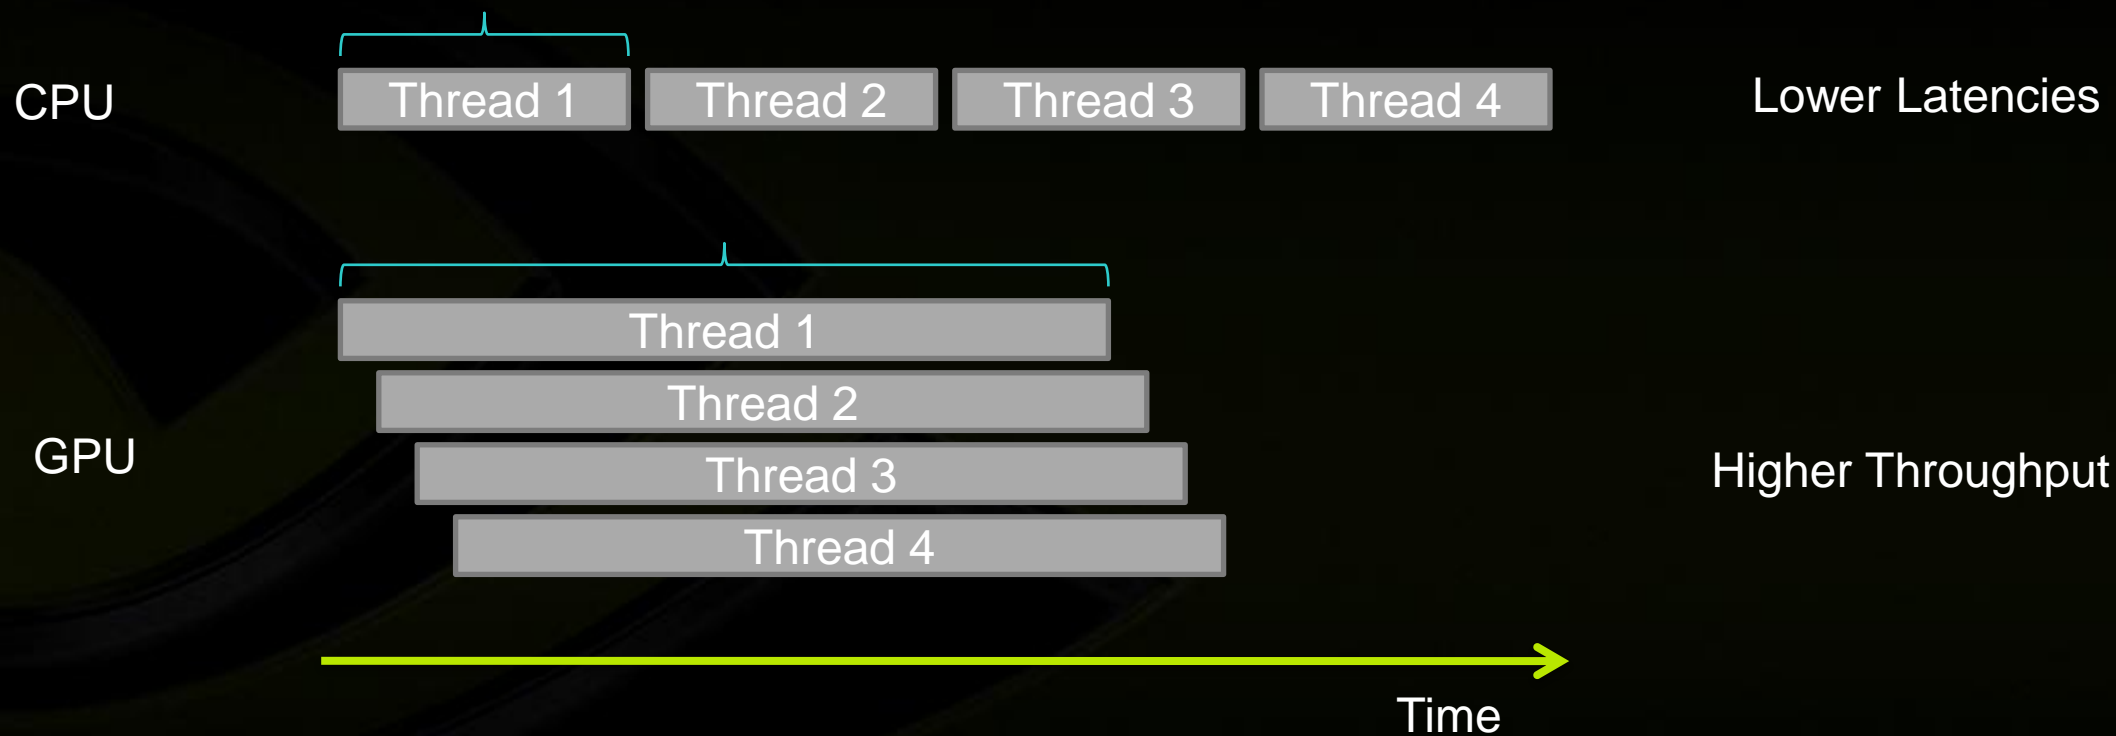 CPU
Thread 1
Thread 2
Thread 3
Thread 4
Lower Latencies
GPU
Thread 1
Thread 2
Thread 3
Thread 4
Higher Throughput
Time